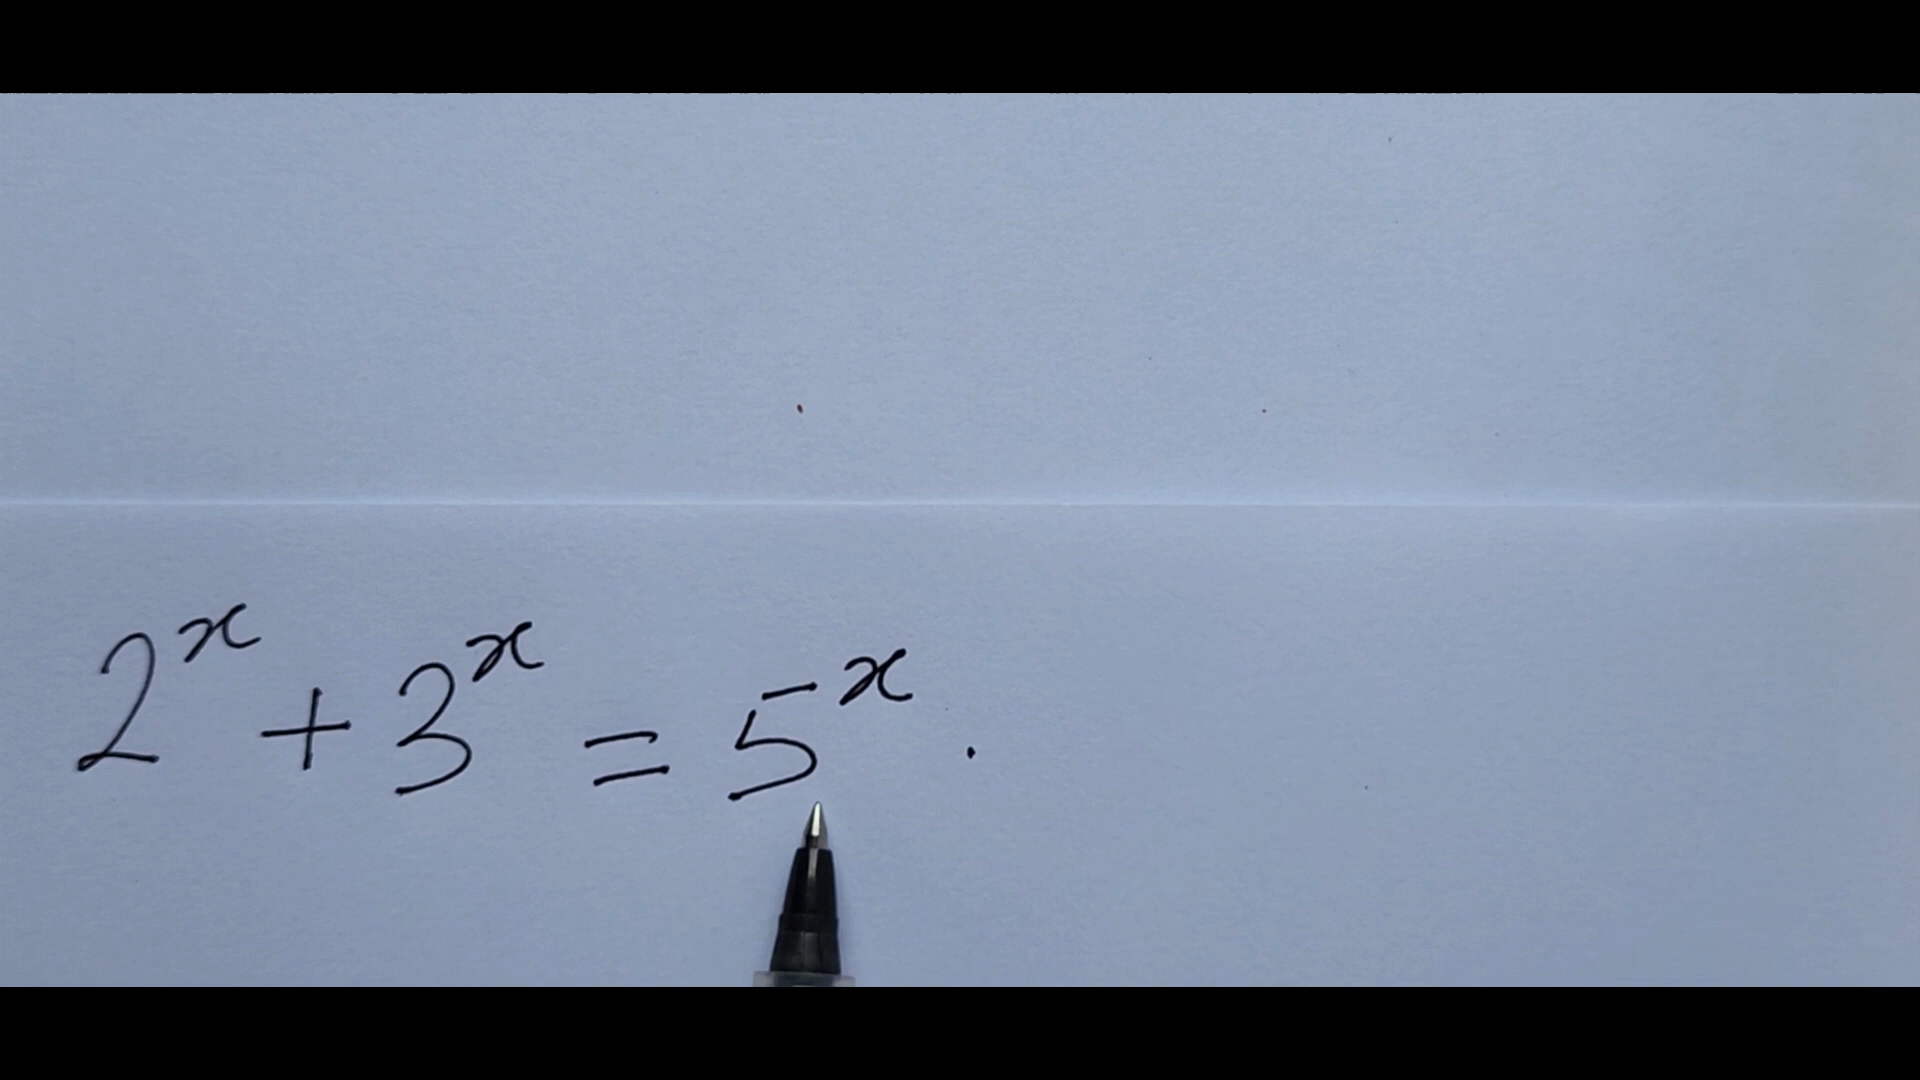 2^x + 3^x = 5^x .